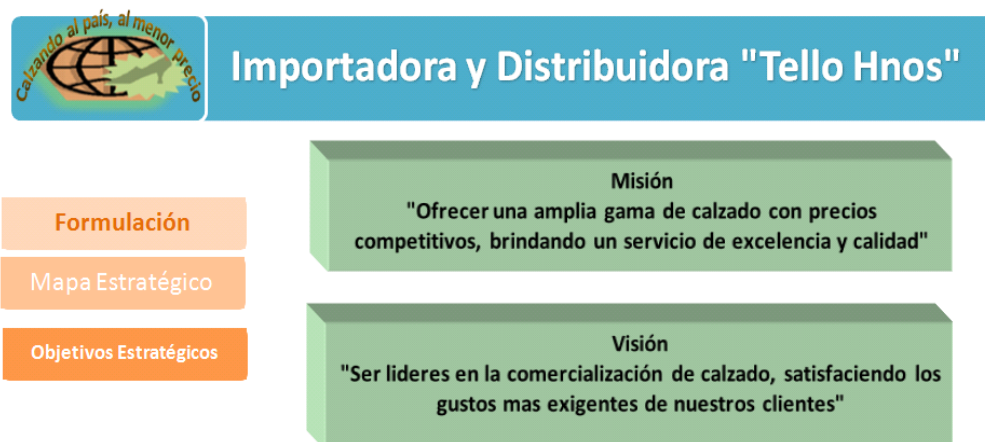 Calzando al país, al menor precio
Importadora y Distribuidora "Tello Hnos"
Formulación
Mapa Estratégico
Objetivos Estratégicos
Misión
"Ofrecer una amplia gama de calzado con precios
competitivos, brindando un servicio de excelencia y calidad"
Visión
"Ser lideres en la comercialización de calzado, satisfaciendo los
gustos mas exigentes de nuestros clientes"